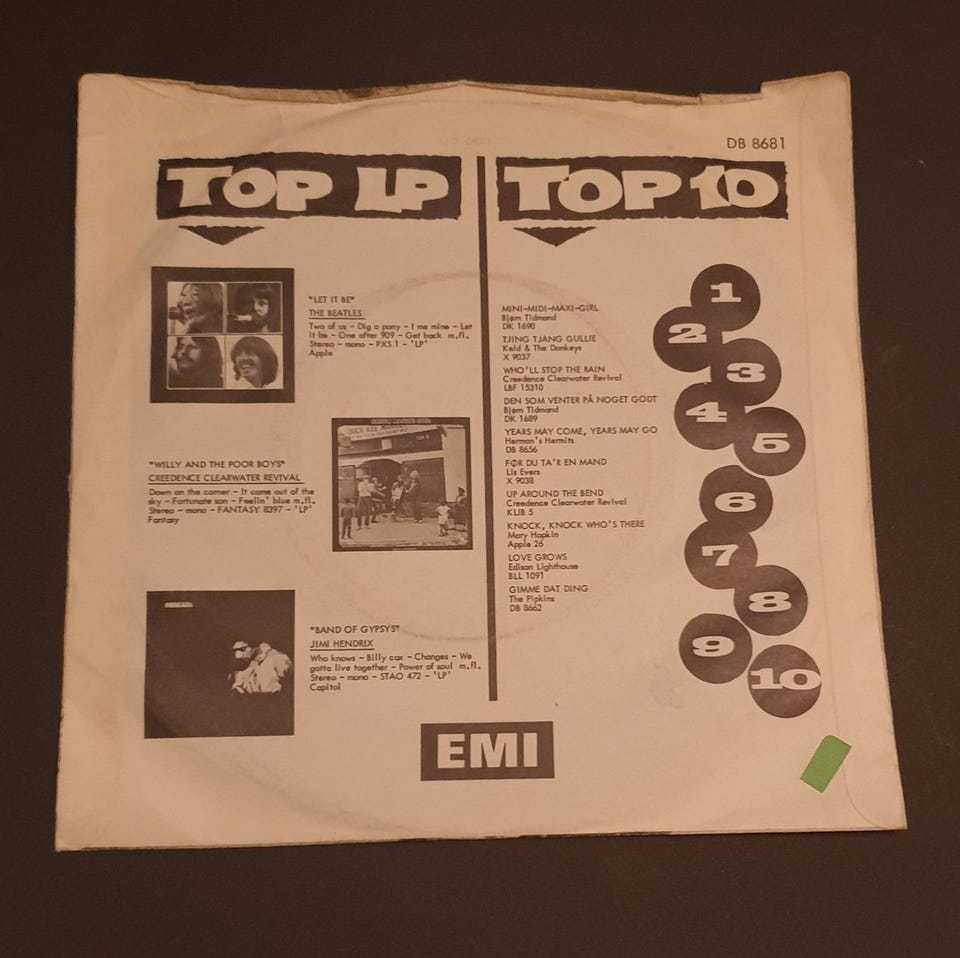 DB 8681
TOP LP
"LET IT BE"
THE BEATLES
Two of us - Dig a pony - I me mine - Let
it be - One after 909 - Get back m.fl.
Stereo - mono - PXS 1 - 'LP'
Apple
"WILLY AND THE POOR BOYS"
CREEDENCE CLEARWATER REVIVAL
Down on the corner - It came out of the
sky - Fortunate son - Feelin' blue m.fl.
Stereo - mono - FANTASY 8397 - 'LP'
Fantasy
DUCK KEE MARKET
"BAND OF GYPSYS"
JIMI HENDRIX
Who knows - Billy cox - Changes - We
gotta live together - Power of soul m.fl.
Stereo - mono - STAO 472 - 'LP'
Capitol
TOP 10
MINI-MIDI-MAXI-GIRL
Bjørn Tidmand
DK 1690
TJING TJANG GULLIE
Keld & The Donkeys
X 9037
WHO'LL STOP THE RAIN
Creedence Clearwater Revival
LBF 15310
DEN SOM VENTER PÅ NOGET GODT
Bjørn Tidmand
DK 1689
YEARS MAY COME, YEARS MAY GO
Herman's Hermits
DB 8656
FØR DU TA'R EN MAND
Lis Evers
X 9038
UP AROUND THE BEND
Creedence Clearwater Revival
KLIB 5
KNOCK, KNOCK WHO'S THERE
Mary Hopkin
Apple 26
LOVE GROWS
Edison Lighthouse
BLL 1091
GIMME DAT DING
The Pipkins
DB 8662
1
2
3
4
5
6
7
8
9
10
EMI